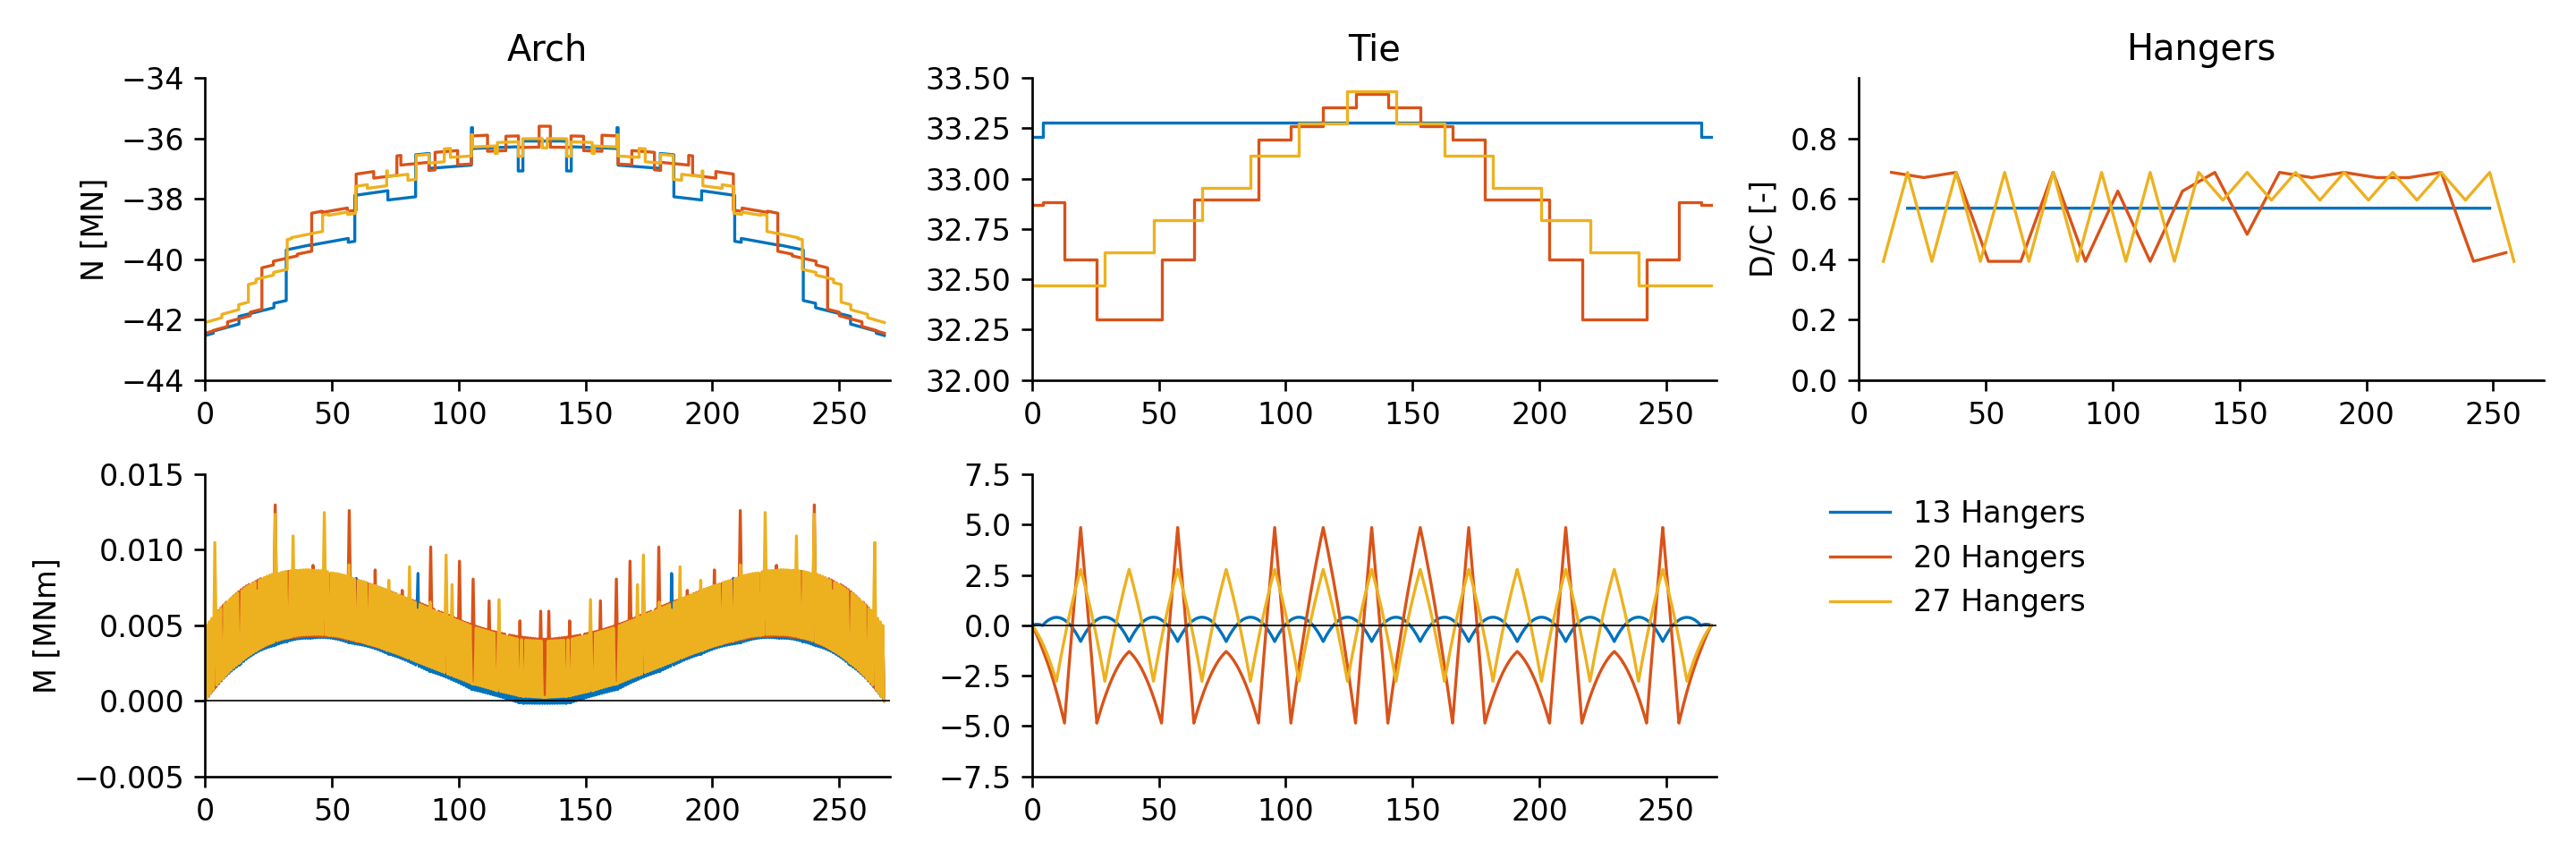 Arch
N [MN]
−34
−36
−38
−40
−42
−44
0 50 100 150 200 250
Tie
33.50
33.25
33.00
32.75
32.50
32.25
32.00
0 50 100 150 200 250
Hangers
D/C [-]
0.8
0.6
0.4
0.2
0.0
0 50 100 150 200 250
M [MNm]
0.015
0.010
0.005
0.000
−0.005
0 50 100 150 200 250
7.5
5.0
2.5
0.0
−2.5
−5.0
−7.5
0 50 100 150 200 250
13 Hangers
20 Hangers
27 Hangers